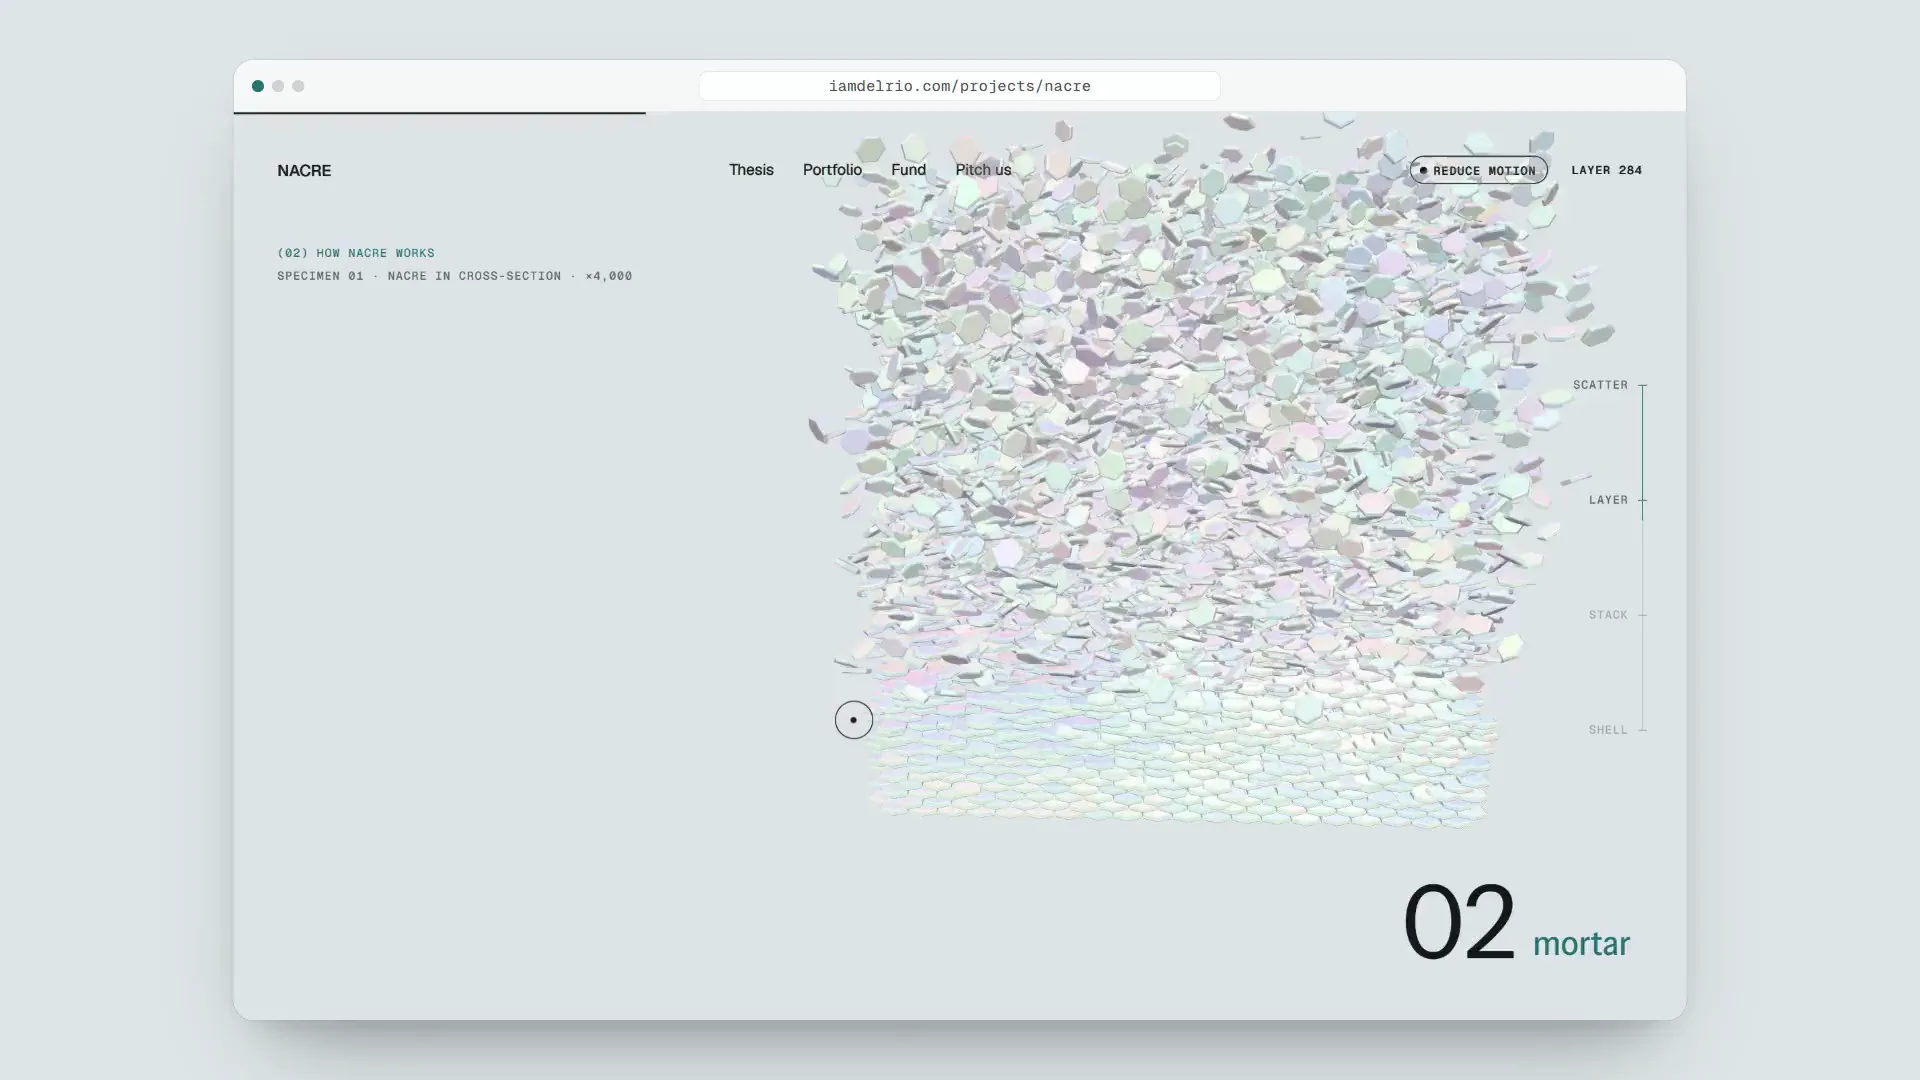 iamdelrio.com/projects/nacre
NACRE
Thesis Portfolio Fund Pitch us
REDUCE MOTION
LAYER 284
(02) HOW NACRE WORKS
SPECIMEN 01 · NACRE IN CROSS-SECTION · ×4,000
SCATTER
LAYER
STACK
SHELL
02 mortar